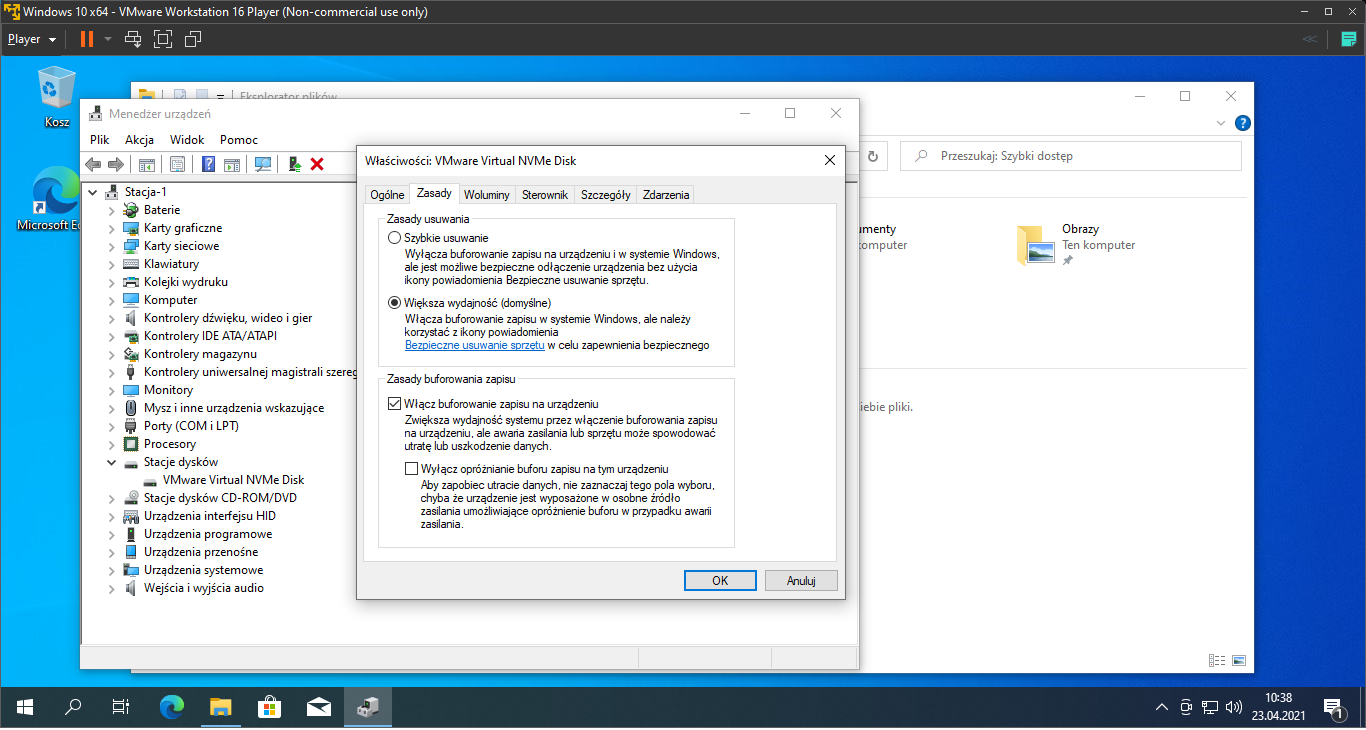 Windows 10 x64 - VMware Workstation 16 Player (Non-commercial use only)
Player
Kosz
Microsoft Ed
Eksplorator plików
Menedżer urządzeń
Plik Akcja Widok Pomoc
Stacja-1
Baterie
Karty graficzne
Karty sieciowe
Klawiatury
Kolejki wydruku
Komputer
Kontrolery dźwięku, wideo i gier
Kontrolery IDE ATA/ATAPI
Kontrolery magazynu
Kontrolery uniwersalnej magistrali szereg
Monitory
Mysz i inne urządzenia wskazujące
Porty (COM i LPT)
Procesory
Stacje dysków
VMware Virtual NVMe Disk
Stacje dysków CD-ROM/DVD
Urządzenia interfejsu HID
Urządzenia programowe
Urządzenia przenośne
Urządzenia systemowe
Wejścia i wyjścia audio
Właściwości: VMware Virtual NVMe Disk
Ogólne Zasady Woluminy Sterownik Szczegóły Zdarzenia
Zasady usuwania
Szybkie usuwanie
Wyłącza buforowanie zapisu na urządzeniu i w systemie Windows,
ale jest możliwe bezpieczne odłączenie urządzenia bez użycia
ikony powiadomienia Bezpieczne usuwanie sprzętu.
Większa wydajność (domyślne)
Włącza buforowanie zapisu w systemie Windows, ale należy
korzystać z ikony powiadomienia
Bezpieczne usuwanie sprzętu w celu zapewnienia bezpiecznego
Zasady buforowania zapisu
Włącz buforowanie zapisu na urządzeniu
Zwiększa wydajność systemu przez włączenie buforowania zapisu
na urządzeniu, ale awaria zasilania lub sprzętu może spowodować
utratę lub uszkodzenie danych.
Wyłącz opróżnianie buforu zapisu na tym urządzeniu
Aby zapobiec utracie danych, nie zaznaczaj tego pola wyboru,
chyba że urządzenie jest wyposażone w osobne źródło
zasilania umożliwiające opróżnienie buforu w przypadku awarii
zasilania.
OK Anuluj
Przeszukaj: Szybki dostęp
umenty
komputer
Obrazy
Ten komputer
iebie pliki.
10:38
23.04.2021
1